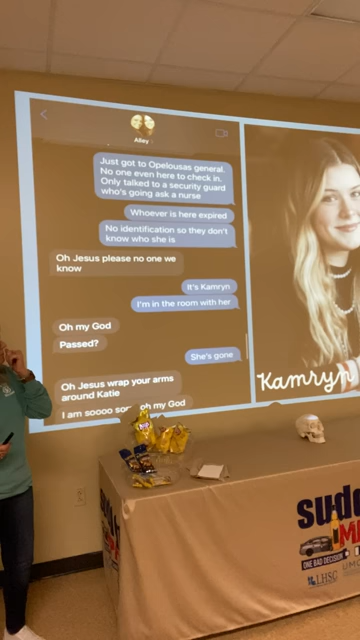 Alley
Just got to Opelousas general.
No one even here to check in.
Only talked to a security guard
who's going ask a nurse
Whoever is here expired
No identification so they don't
know who she is
Oh Jesus please no one we
know
It's Kamryn
I'm in the room with her
Oh my God
Passed?
She's gone
Oh Jesus wrap your arms
around Katie
I am soooo oh my God
Kamryn
ONE BAD DECISION
LHSC